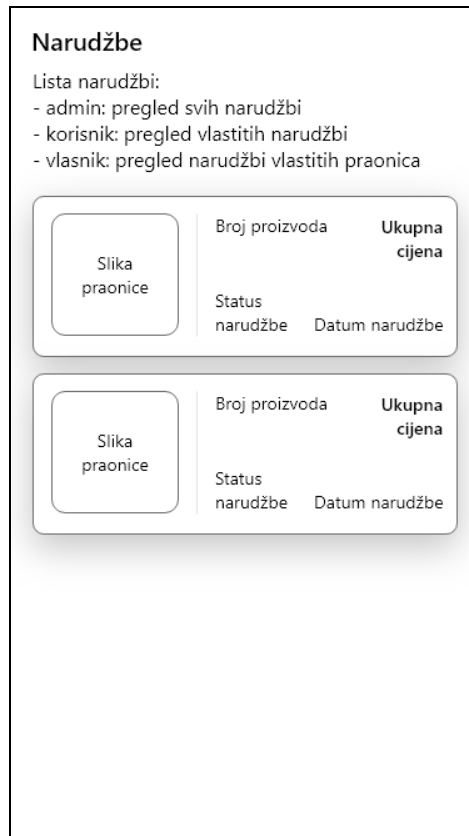 Narudžbe
Lista narudžbi:
- admin: pregled svih narudžbi
- korisnik: pregled vlastitih narudžbi
- vlasnik: pregled narudžbi vlastitih praonica
Slika
praonice
Broj proizvoda
Ukupna
cijena
Status
narudžbe
Datum narudžbe
Slika
praonice
Broj proizvoda
Ukupna
cijena
Status
narudžbe
Datum narudžbe